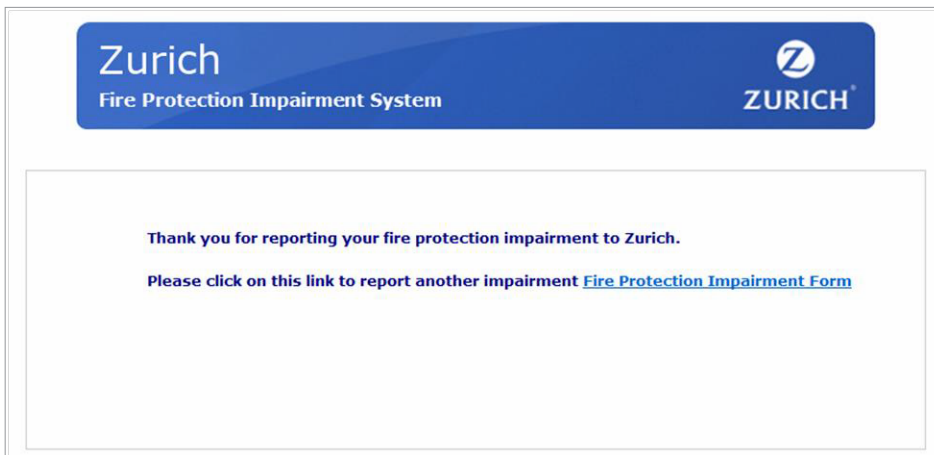 Zurich
Fire Protection Impairment System
Z
ZURICH®
Thank you for reporting your fire protection impairment to Zurich.
Please click on this link to report another impairment Fire Protection Impairment Form